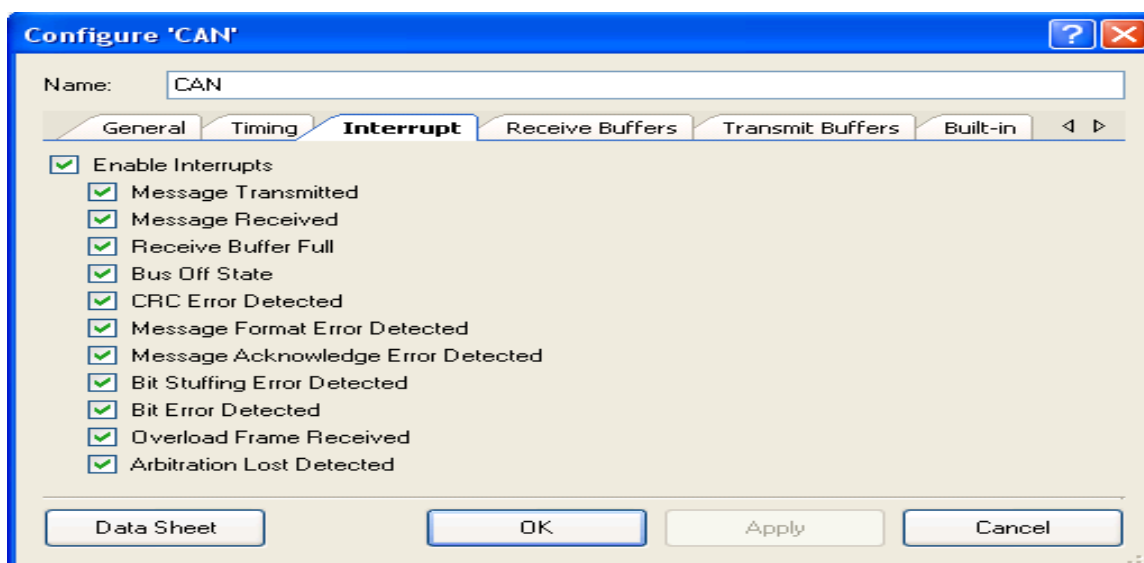 Configure 'CAN'
Name: CAN
General Timing Interrupt Receive Buffers Transmit Buffers Built-in
Enable Interrupts
Message Transmitted
Message Received
Receive Buffer Full
Bus Off State
CRC Error Detected
Message Format Error Detected
Message Acknowledge Error Detected
Bit Stuffing Error Detected
Bit Error Detected
Overload Frame Received
Arbitration Lost Detected
Data Sheet OK Apply Cancel